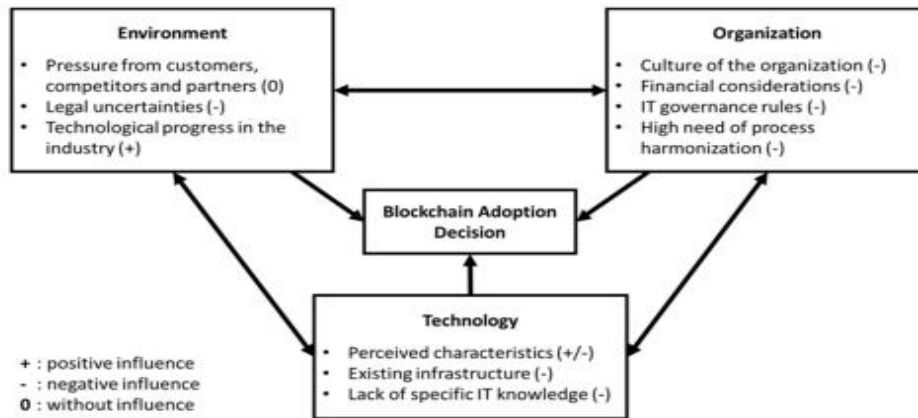 Environment
• Pressure from customers,
competitors and partners (0)
• Legal uncertainties (-)
• Technological progress in the
industry (+)
Organization
• Culture of the organization (-)
• Financial considerations (-)
• IT governance rules (-)
• High need of process
harmonization (-)
Blockchain Adoption
Decision
Technology
• Perceived characteristics (+/-)
• Existing infrastructure (-)
• Lack of specific IT knowledge (-)
+ : positive influence
- : negative influence
0 : without influence